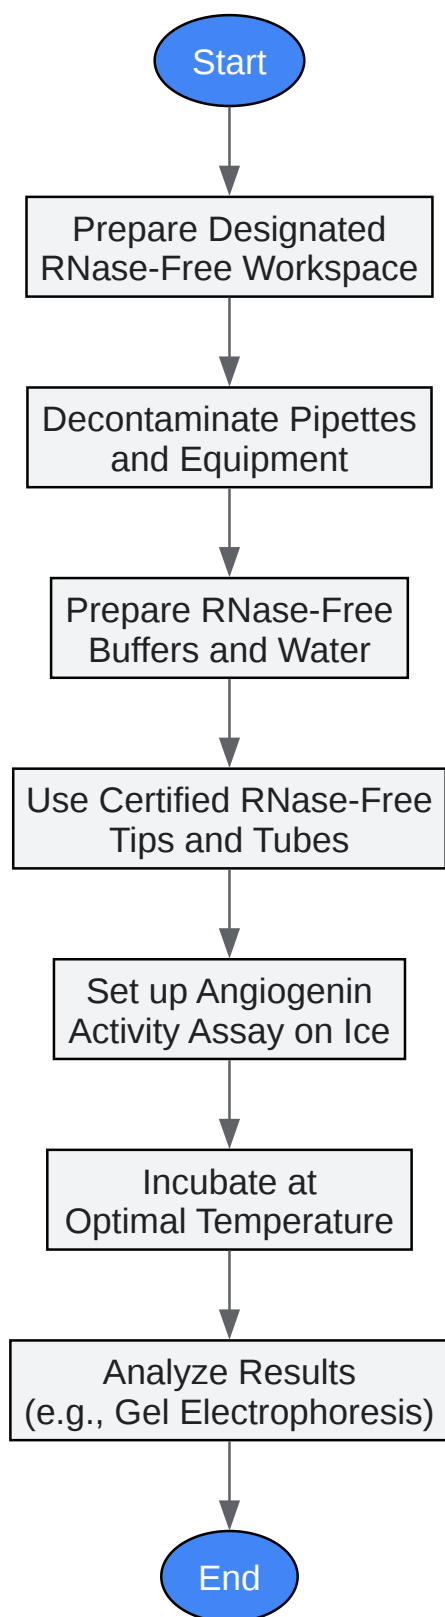 Start
Prepare Designated
RNase-Free Workspace
Decontaminate Pipettes
and Equipment
Prepare RNase-Free
Buffers and Water
Use Certified RNase-Free
Tips and Tubes
Set up Angiogenin
Activity Assay on Ice
Incubate at
Optimal Temperature
Analyze Results
(e.g., Gel Electrophoresis)
End